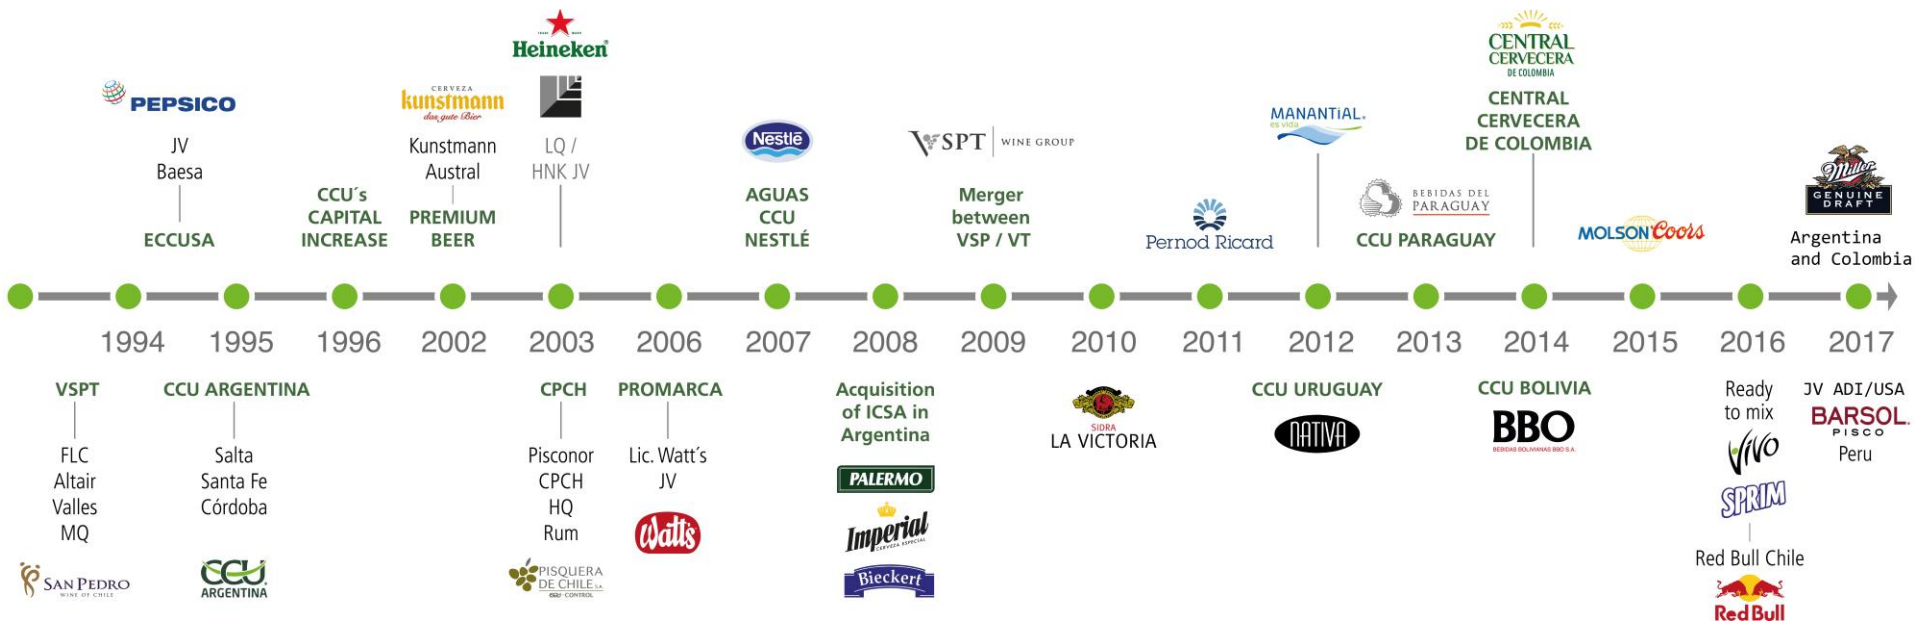 PEPSICO
JV
Baesa
ECCUSA
CCU´s
CAPITAL
INCREASE
CERVEZA
kunstmann
das gute Bier
Kunstmann
Austral
PREMIUM
BEER
Heineken
LQ /
HNK JV
Nestlé
AGUAS
CCU
NESTLÉ
VSPT WINE GROUP
Merger
between
VSP / VT
Pernod Ricard
MANANTiAL
es vida
BEBIDAS DEL
PARAGUAY
CCU PARAGUAY
CENTRAL
CERVECERA
DE COLOMBIA
CENTRAL
CERVECERA
DE COLOMBIA
MOLSON Coors
Miller
GENUINE
DRAFT
Argentina
and Colombia
1994 1995 1996 2002 2003 2006 2007 2008 2009 2010 2011 2012 2013 2014 2015 2016 2017
VSPT
FLC
Altair
Valles
MQ
SAN PEDRO
WINE OF CHILE
CCU ARGENTINA
Salta
Santa Fe
Córdoba
CCU
ARGENTINA
CPCH
Pisconor
CPCH
HQ
Rum
PISQUERA
DE CHILE S.A.
CCU-CONTROL
PROMARCA
Lic. Watt´s
JV
Watt's
Acquisition
of ICSA in
Argentina
PALERMO
Imperial
CERVEZA ESPECIAL
Bieckert
SIDRA
LA VICTORIA
CCU URUGUAY
NATIVA
CCU BOLIVIA
BBO
BEBIDAS BOLIVIANAS BBO S.A.
Ready
to mix
ViVO
SPRIM
Red Bull Chile
Red Bull
JV ADI/USA
BARSOL
PISCO
Peru